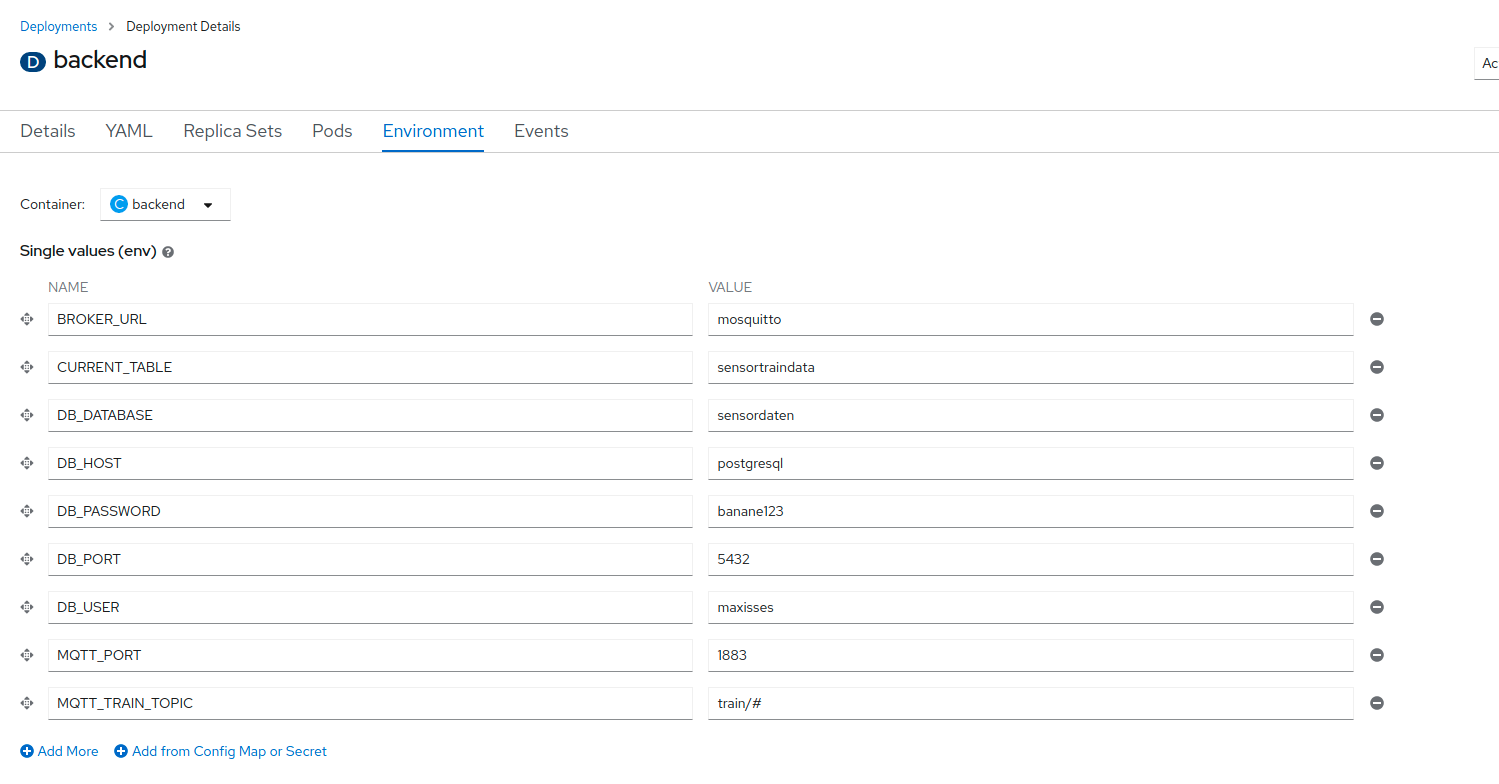 Deployments > Deployment Details
D backend
Ac
Details YAML Replica Sets Pods Environment Events
Container: C backend
Single values (env) ?
NAME VALUE
BROKER_URL mosquitto
CURRENT_TABLE sensortraindata
DB_DATABASE sensordaten
DB_HOST postgresql
DB_PASSWORD banane123
DB_PORT 5432
DB_USER maxisses
MQTT_PORT 1883
MQTT_TRAIN_TOPIC train/#
Add More Add from Config Map or Secret